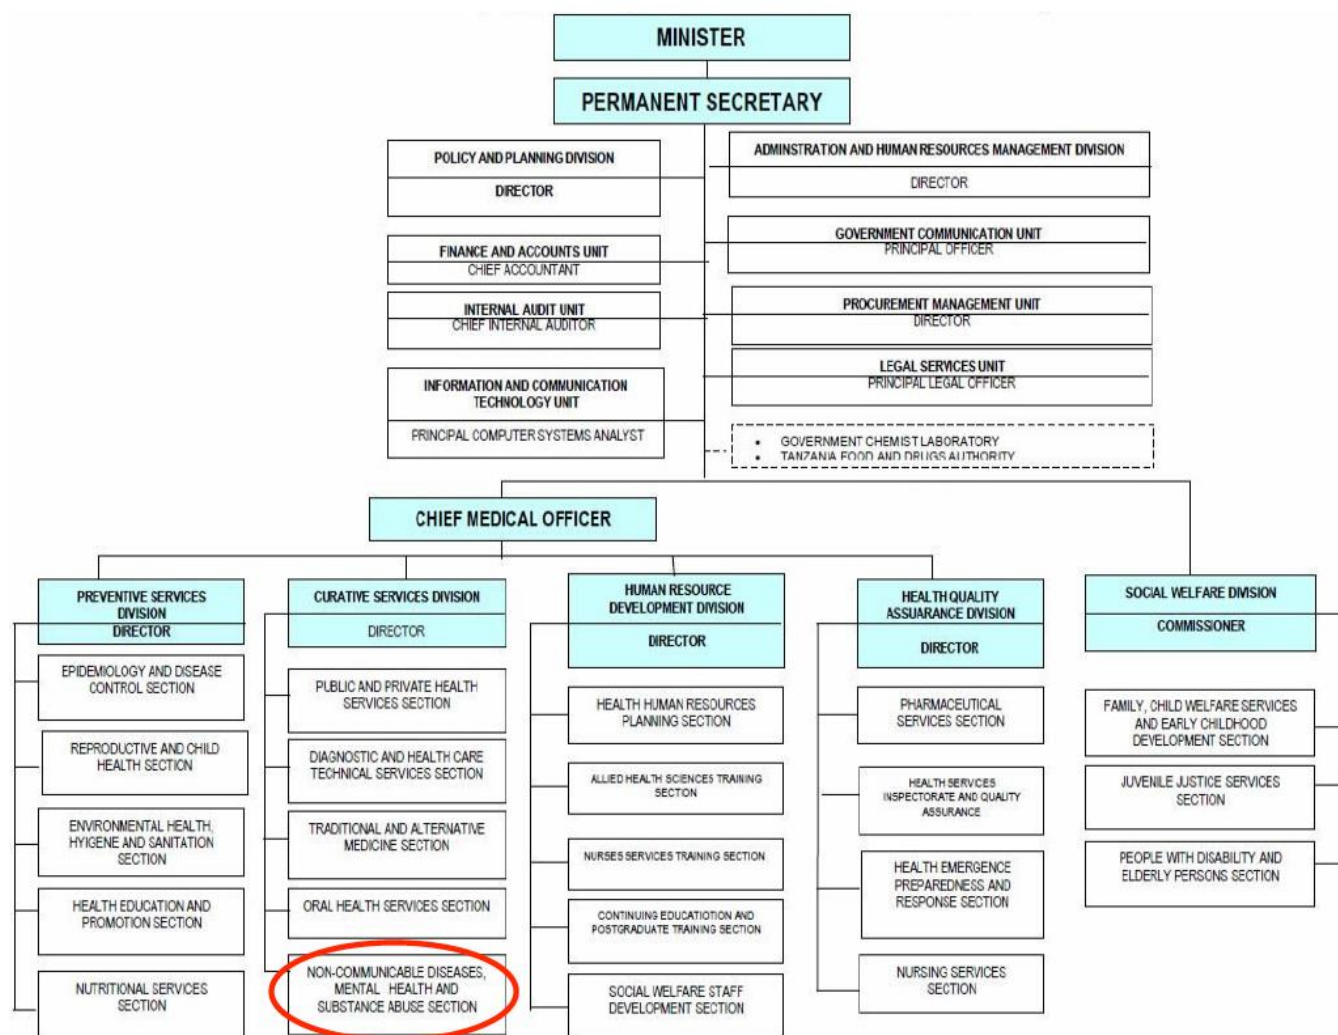 MINISTER
PERMANENT SECRETARY
POLICY AND PLANNING DIVISION
DIRECTOR
ADMINSTRATION AND HUMAN RESOURCES MANAGEMENT DIVISION
DIRECTOR
FINANCE AND ACCOUNTS UNIT
CHIEF ACCOUNTANT
GOVERNMENT COMMUNICATION UNIT
PRINCIPAL OFFICER
INTERNAL AUDIT UNIT
CHIEF INTERNAL AUDITOR
PROCUREMENT MANAGEMENT UNIT
DIRECTOR
INFORMATION AND COMMUNICATION
TECHNOLOGY UNIT
PRINCIPAL COMPUTER SYSTEMS ANALYST
LEGAL SERVICES UNIT
PRINCIPAL LEGAL OFFICER
• GOVERNMENT CHEMIST LABORATORY
• TANZANIA FOOD AND DRUGS AUTHORITY
CHIEF MEDICAL OFFICER
PREVENTIVE SERVICES
DIVISION
DIRECTOR
EPIDEMIOLOGY AND DISEASE
CONTROL SECTION
REPRODUCTIVE AND CHILD
HEALTH SECTION
ENVIRONMENTAL HEALTH,
HYIGENE AND SANITATION
SECTION
HEALTH EDUCATION AND
PROMOTION SECTION
NUTRITIONAL SERVICES
SECTION
CURATIVE SERVICES DIVISION
DIRECTOR
PUBLIC AND PRIVATE HEALTH
SERVICES SECTION
DIAGNOSTIC AND HEALTH CARE
TECHNICAL SERVICES SECTION
TRADITIONAL AND ALTERNATIVE
MEDICINE SECTION
ORAL HEALTH SERVICES SECTION
NON-COMMUNICABLE DISEASES,
MENTAL HEALTH AND
SUBSTANCE ABUSE SECTION
HUMAN RESOURCE
DEVELOPMENT DIVISION
DIRECTOR
HEALTH HUMAN RESOURCES
PLANNING SECTION
ALLIED HEALTH SCIENCES TRAINING
SECTION
NURSES SERVICES TRAINING SECTION
CONTINUING EDUCATIOTION AND
POSTGRADUATE TRAINING SECTION
SOCIAL WELFARE STAFF
DEVELOPMENT SECTION
HEALTH QUALITY
ASSUARANCE DIVISION
DIRECTOR
PHARMACEUTICAL
SERVICES SECTION
HEALTH SERVICES
INSPECTORATE AND QUALITY
ASSURANCE
HEALTH EMERGENCE
PREPAREDNESS AND
RESPONSE SECTION
NURSING SERVICES
SECTION
SOCIAL WELFARE DIVISION
COMMISSIONER
FAMILY, CHILD WELFARE SERVICES
AND EARLY CHILDHOOD
DEVELOPMENT SECTION
JUVENILE JUSTICE SERVICES
SECTION
PEOPLE WITH DISABILITY AND
ELDERLY PERSONS SECTION